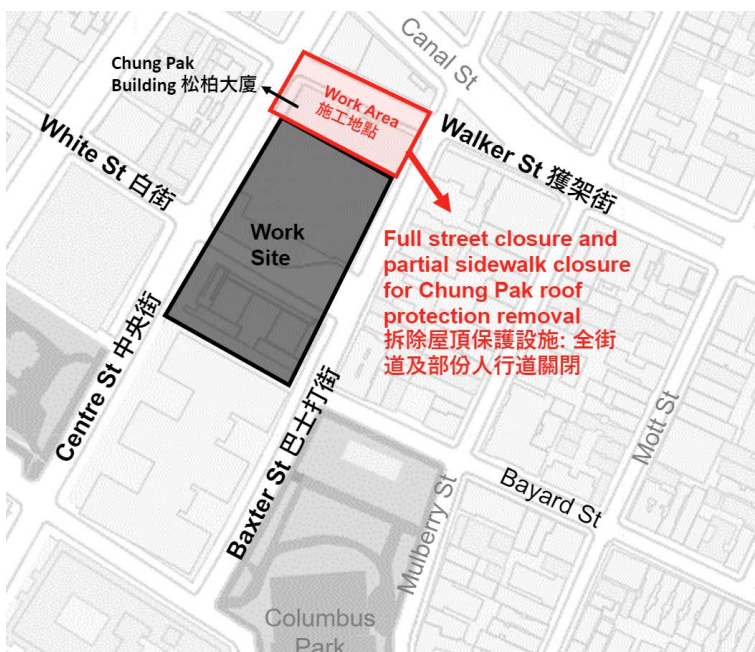 Canal St
Chung Pak
Building 松柏大廈
Work Area
施工地點
White St 白街
Walker St 獲架街
Work
Site
Full street closure and
partial sidewalk closure
for Chung Pak roof
protection removal
拆除屋頂保護設施: 全街
道及部份人行道關閉
Centre St 中央街
Baxter St 巴士打街
Mott St
Mulberry St
Bayard St
Columbus
Park